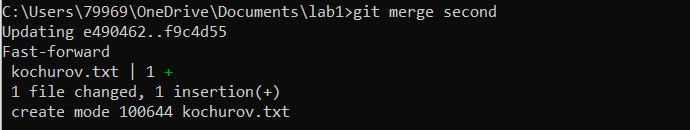 C:\Users\79969\OneDrive\Documents\lab1>git merge second
Updating e490462..f9c4d55
Fast-forward
 kochurov.txt | 1 +
 1 file changed, 1 insertion(+)
 create mode 100644 kochurov.txt